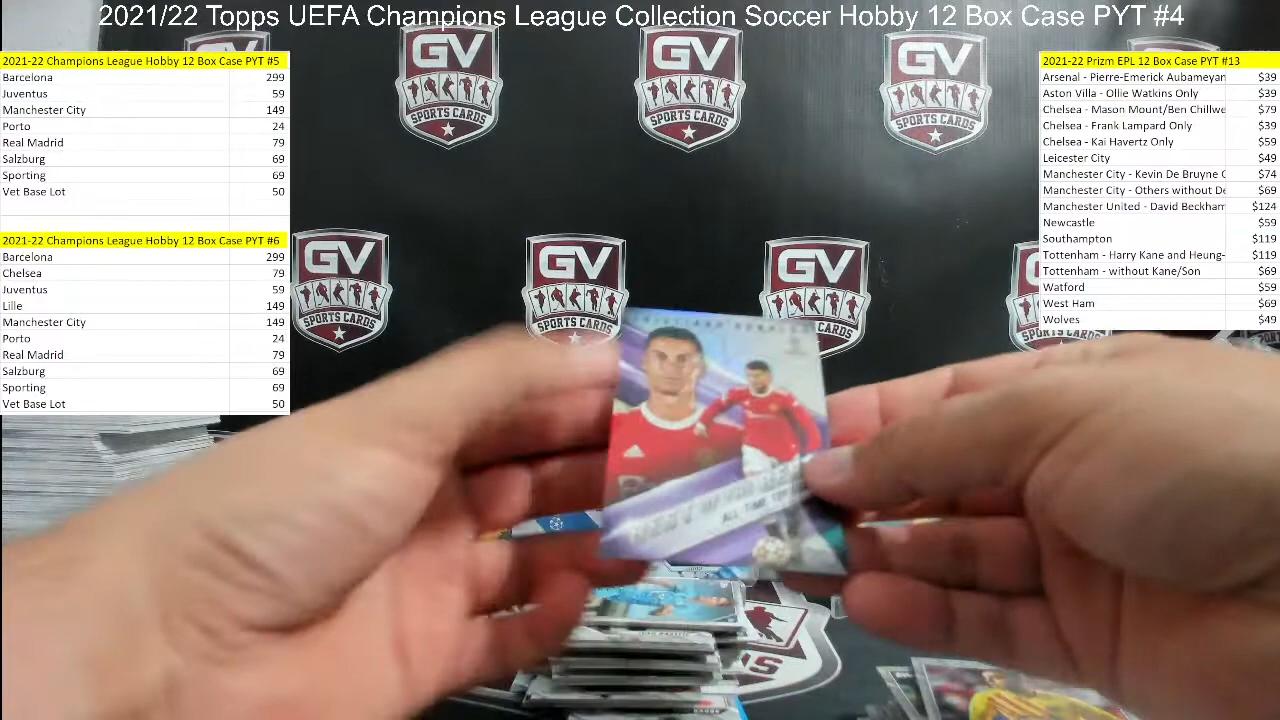 2021/22 Topps UEFA Champions League Collection Soccer Hobby 12 Box Case PYT #4
2021-22 Champions League Hobby 12 Box Case PYT #5
Barcelona 299
Juventus 59
Manchester City 149
Porto 24
Real Madrid 79
Salzburg 69
Sporting 69
Vet Base Lot 50
2021-22 Champions League Hobby 12 Box Case PYT #6
Barcelona 299
Chelsea 79
Juventus 59
Lille 149
Manchester City 149
Porto 24
Real Madrid 79
Salzburg 69
Sporting 69
Vet Base Lot 50
2021-22 Prizm EPL 12 Box Case PYT #13
Arsenal - Pierre-Emerick Aubameyan $39
Aston Villa - Ollie Watkins Only $39
Chelsea - Mason Mount/Ben Chillwe $79
Chelsea - Frank Lampard Only $39
Chelsea - Kai Havertz Only $59
Leicester City $49
Manchester City - Kevin De Bruyne $74
Manchester City - Others without De $69
Manchester United - David Beckham $124
Newcastle $59
Southampton $119
Tottenham - Harry Kane and Heung- $119
Tottenham - without Kane/Son $69
Watford $59
West Ham $69
Wolves $49
GV
SPORTS CARDS
GV
SPORTS CARDS
GV
SPORTS CARDS
GV
SPORTS CARDS
GV
SPORTS CARDS
GV
SPORTS CARDS
ALL TIME